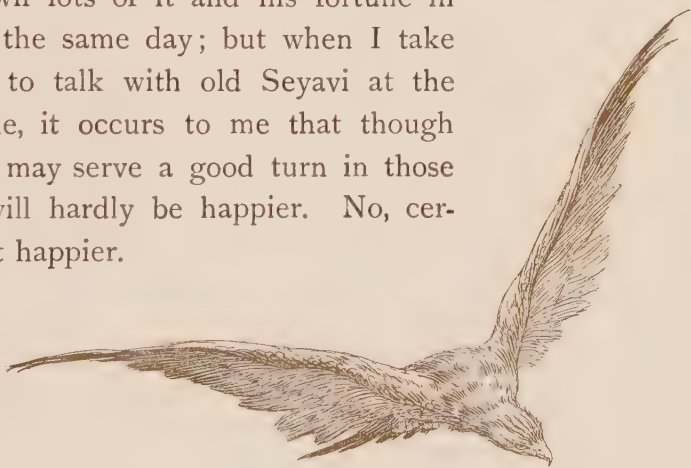 lots of it and his fortune in
the same day; but when I take
to talk with old Seyavi at the
it occurs to me that though
may serve a good turn in those
will hardly be happier. No, cer-
happier.